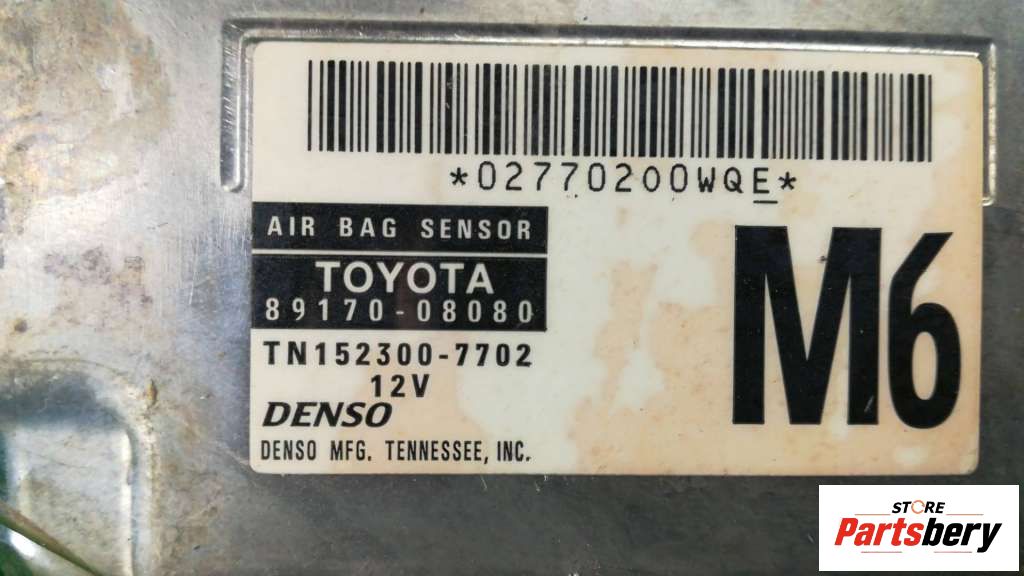 *02770200WQE*
AIR BAG SENSOR
TOYOTA
89170-08080
TN152300-7702
12V
DENSO
DENSO MFG. TENNESSEE, INC.
M6
STORE
Partsbery